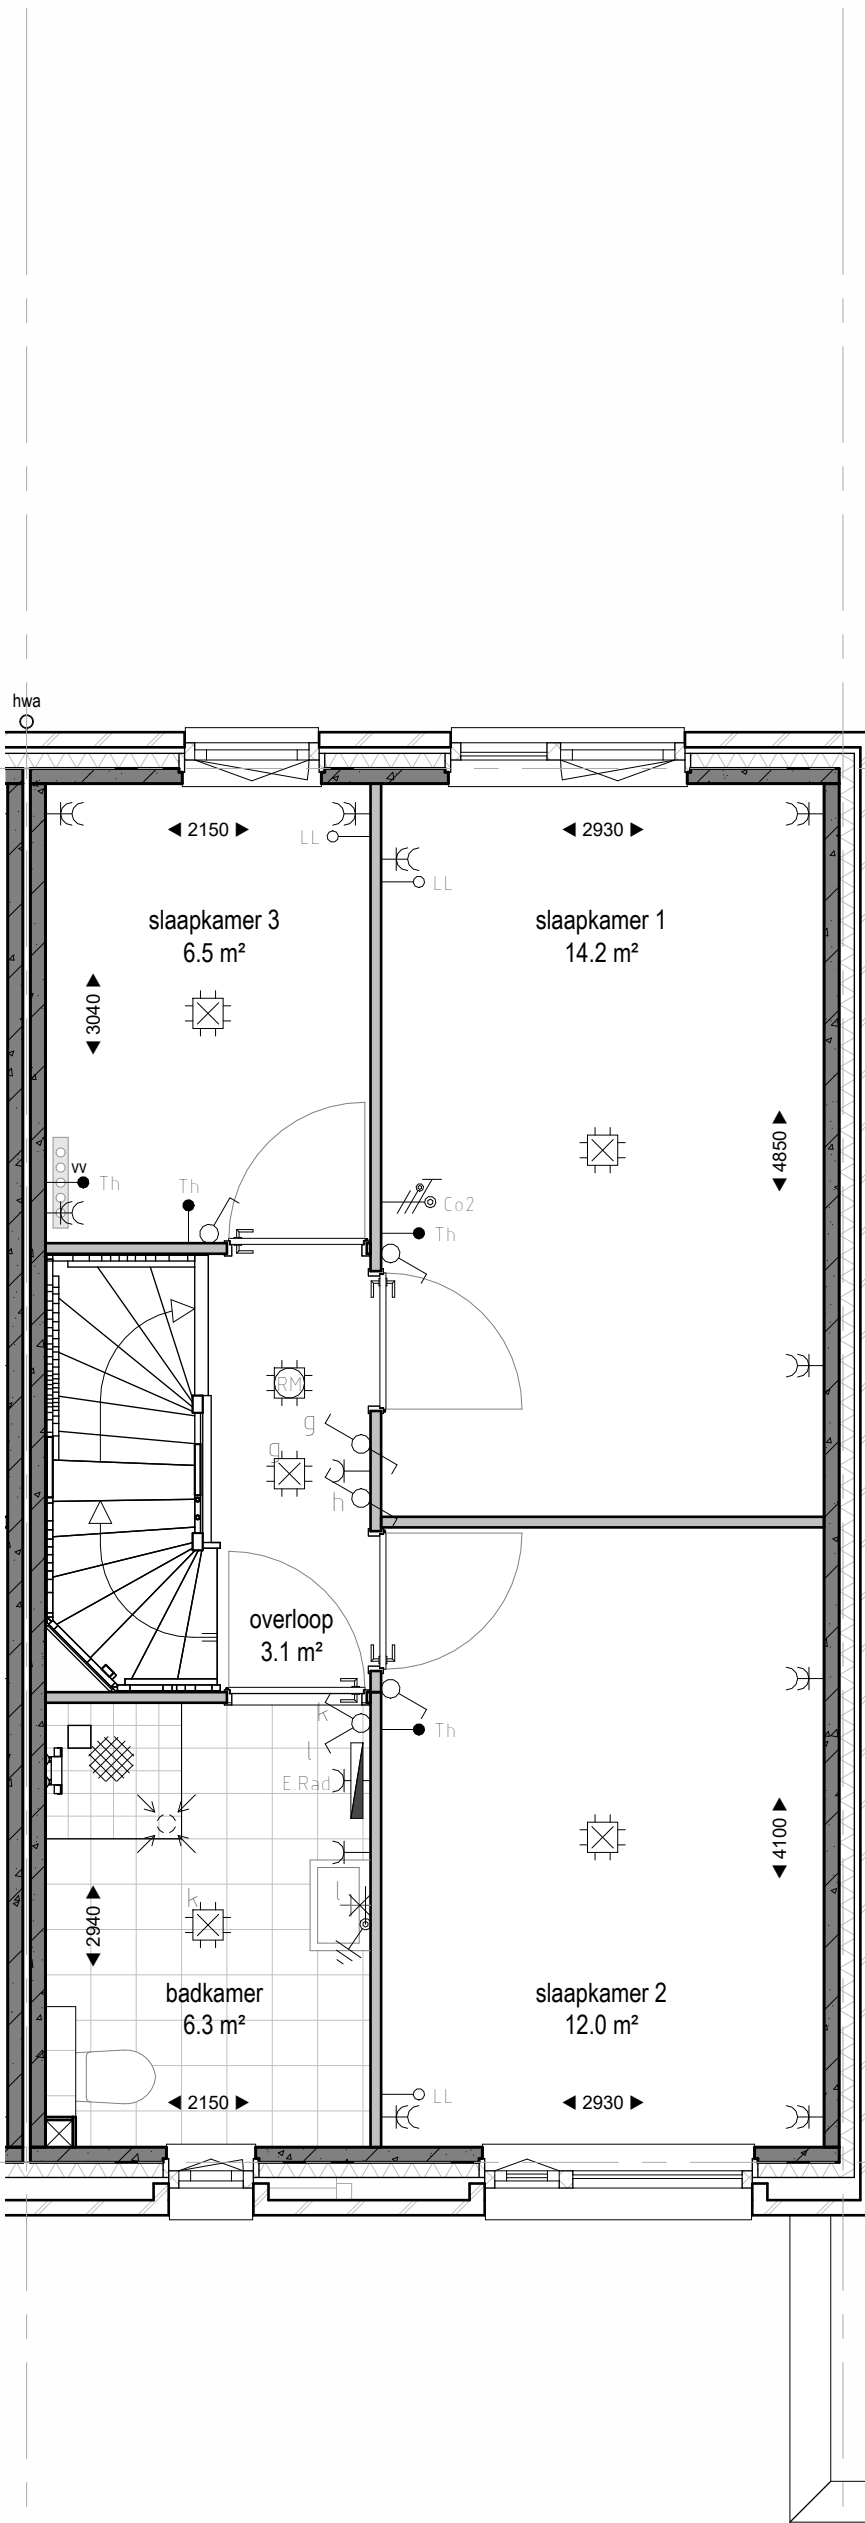 hwa
2150
2930
LL
LL
slaapkamer 3
6.5 m²
slaapkamer 1
14.2 m²
3040
4850
vv
Th
Th
Co2
Th
RM
g
g
h
overloop
3.1 m²
k
l
Th
E.Rad
4100
l
k
2940
badkamer
6.3 m²
slaapkamer 2
12.0 m²
LL
2150
2930